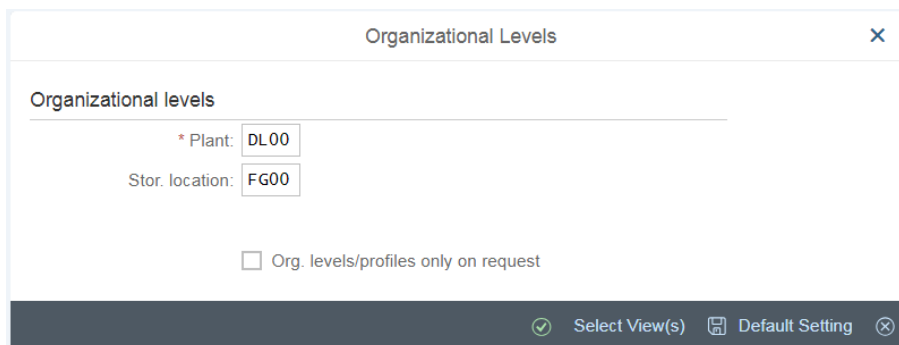 Organizational Levels
Organizational levels
* Plant: DL00
Stor. location: FG00
Org. levels/profiles only on request
Select View(s) Default Setting